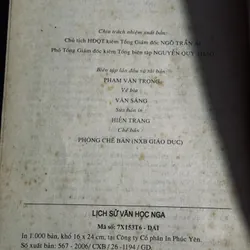 Chịu trách nhiệm xuất bản:
Chủ tịch HĐQT kiêm Tổng Giám đốc NGÔ TRẦN
Phó Tổng Giám đốc kiêm Tổng biên tập NGUYỄN QUÝ
Biên tập lần đầu và tái bản:
PHẠM VĂN TRỌNG
Vẽ bìa
VĂN SÁNG
Sửa bản in
HIỀN TRANG
Chế bản
PHÒNG CHẾ BẢN (NXB GIÁO DỤC)
LỊCH SỬ VĂN HỌC NGA
Mã số: 7X153T6 - DAI
In 1.000 bản, khổ 16 x 24 cm, tại Công ty Cổ phần In Phúc Yên.
Số xuất bản: 567 - 2006/ CXB / 26 -1194 / GD.